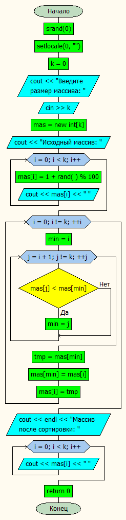 Начало
srand(0)
setlocale(0, "")
k = 0
cout << "Введите
размер массива: "
cin >> k
mas = new int[k]
cout << "Исходный массив: "
i = 0; i < k; i++
mas[i] = 1 + rand( ) % 100
cout << mas[i] << " "
i = 0; i != k; ++i
min = i
j = i + 1; j != k; ++j
mas[j] < mas[min]
Нет
Да
min = j
tmp = mas[min]
mas[min] = mas[i]
mas[i] = tmp
cout << endl << "Массив
после сортировки: "
i = 0; i < k; i++
cout << mas[i] << " "
return 0
Конец